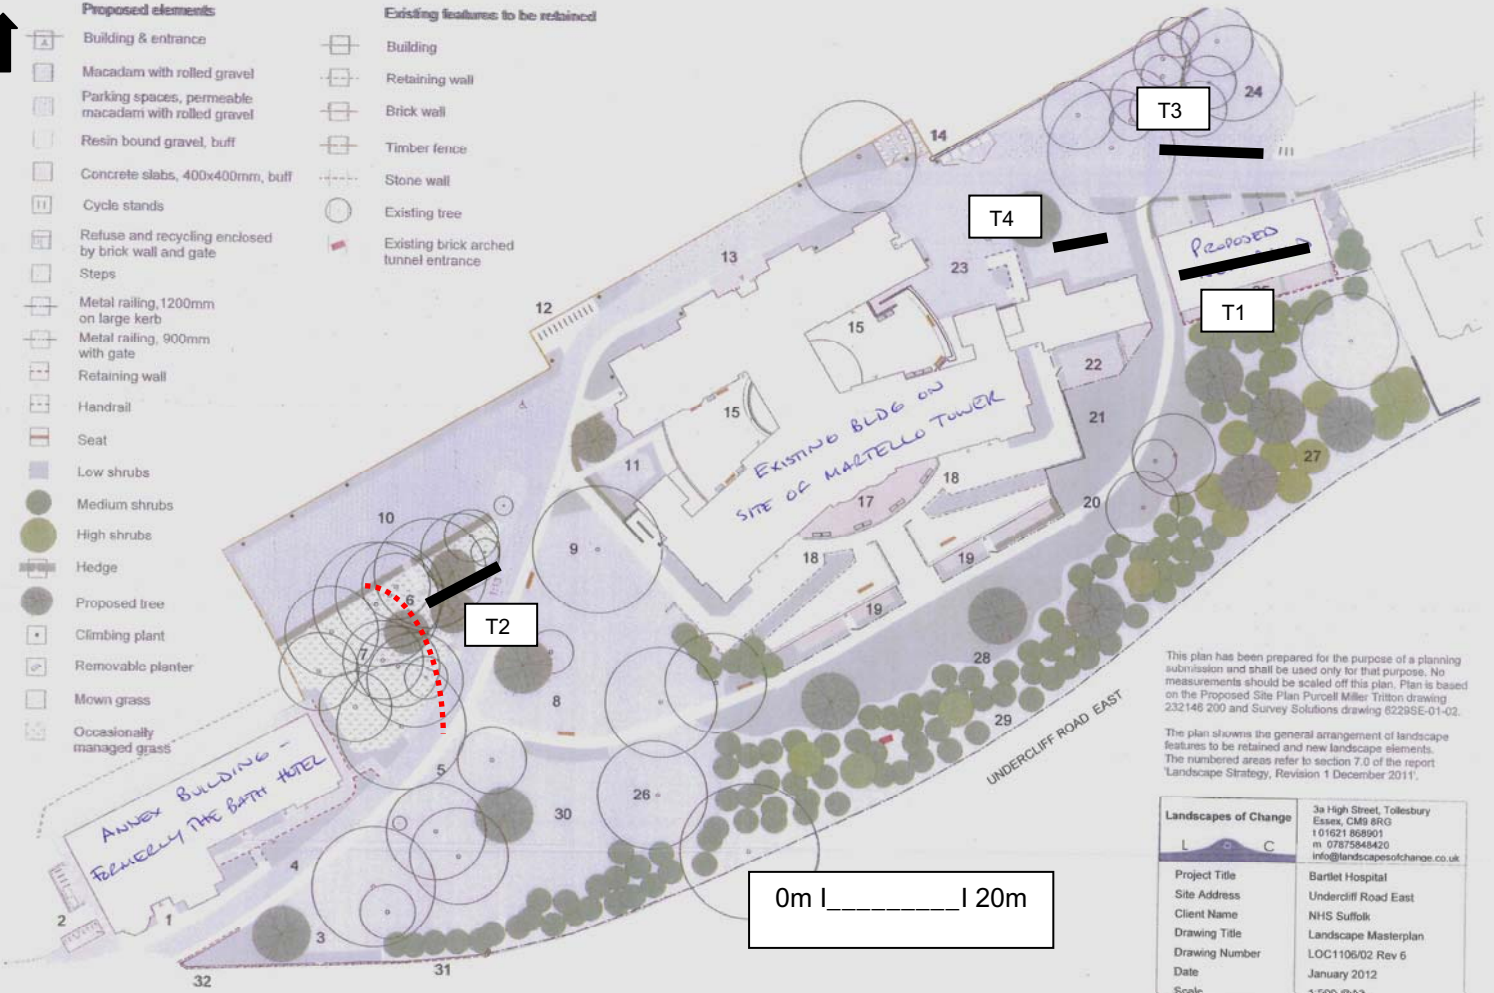 Proposed elements
Building & entrance
Macadam with rolled gravel
Parking spaces, permeable
macadam with rolled gravel
Resin bound gravel, buff
Concrete slabs, 400x400mm, buff
Cycle stands
Refuse and recycling enclosed
by brick wall and gate
Steps
Metal railing,1200mm
on large kerb
Metal railing, 900mm
with gate
Retaining wall
Handrail
Seat
Low shrubs
Medium shrubs
High shrubs
Hedge
Proposed tree
Climbing plant
Removable planter
Mown grass
Occasionally
managed grass
Existing features to be retained
Building
Retaining wall
Brick wall
Timber fence
Stone wall
Existing tree
Existing brick arched
tunnel entrance
24
T3
14
T4
PROPOSED
T1
23
13
12
15
15
22
21
EXISTING BLDG ON
SITE OF MARTELLO TOWER
11
18
17
27
20
10
9
18
19
19
6
1:13
T2
7
28
8
29
UNDERCLIFF ROAD EAST
5
26
30
ANNEX BUILDING -
FORMERLY THE BATH HOTEL
4
2
1
3
31
32
0m I_________I 20m
This plan has been prepared for the purpose of a planning
submission and shall be used only for that purpose. No
measurements should be scaled off this plan. Plan is based
on the Proposed Site Plan Purcell Miller Tritton drawing
232146 200 and Survey Solutions drawing 6229SE-01-02.
The plan shows the general arrangement of landscape
features to be retained and new landscape elements.
The numbered areas refer to section 7.0 of the report
'Landscape Strategy, Revision 1 December 2011'.
Landscapes of Change
L C
3a High Street, Tollesbury
Essex, CM9 8RG
t 01621 868901
m 07875848420
info@landscapesofchange.co.uk
Project Title Bartlet Hospital
Site Address Undercliff Road East
Client Name NHS Suffolk
Drawing Title Landscape Masterplan
Drawing Number LOC1106/02 Rev 6
Date January 2012
Scale 1:500 @A3